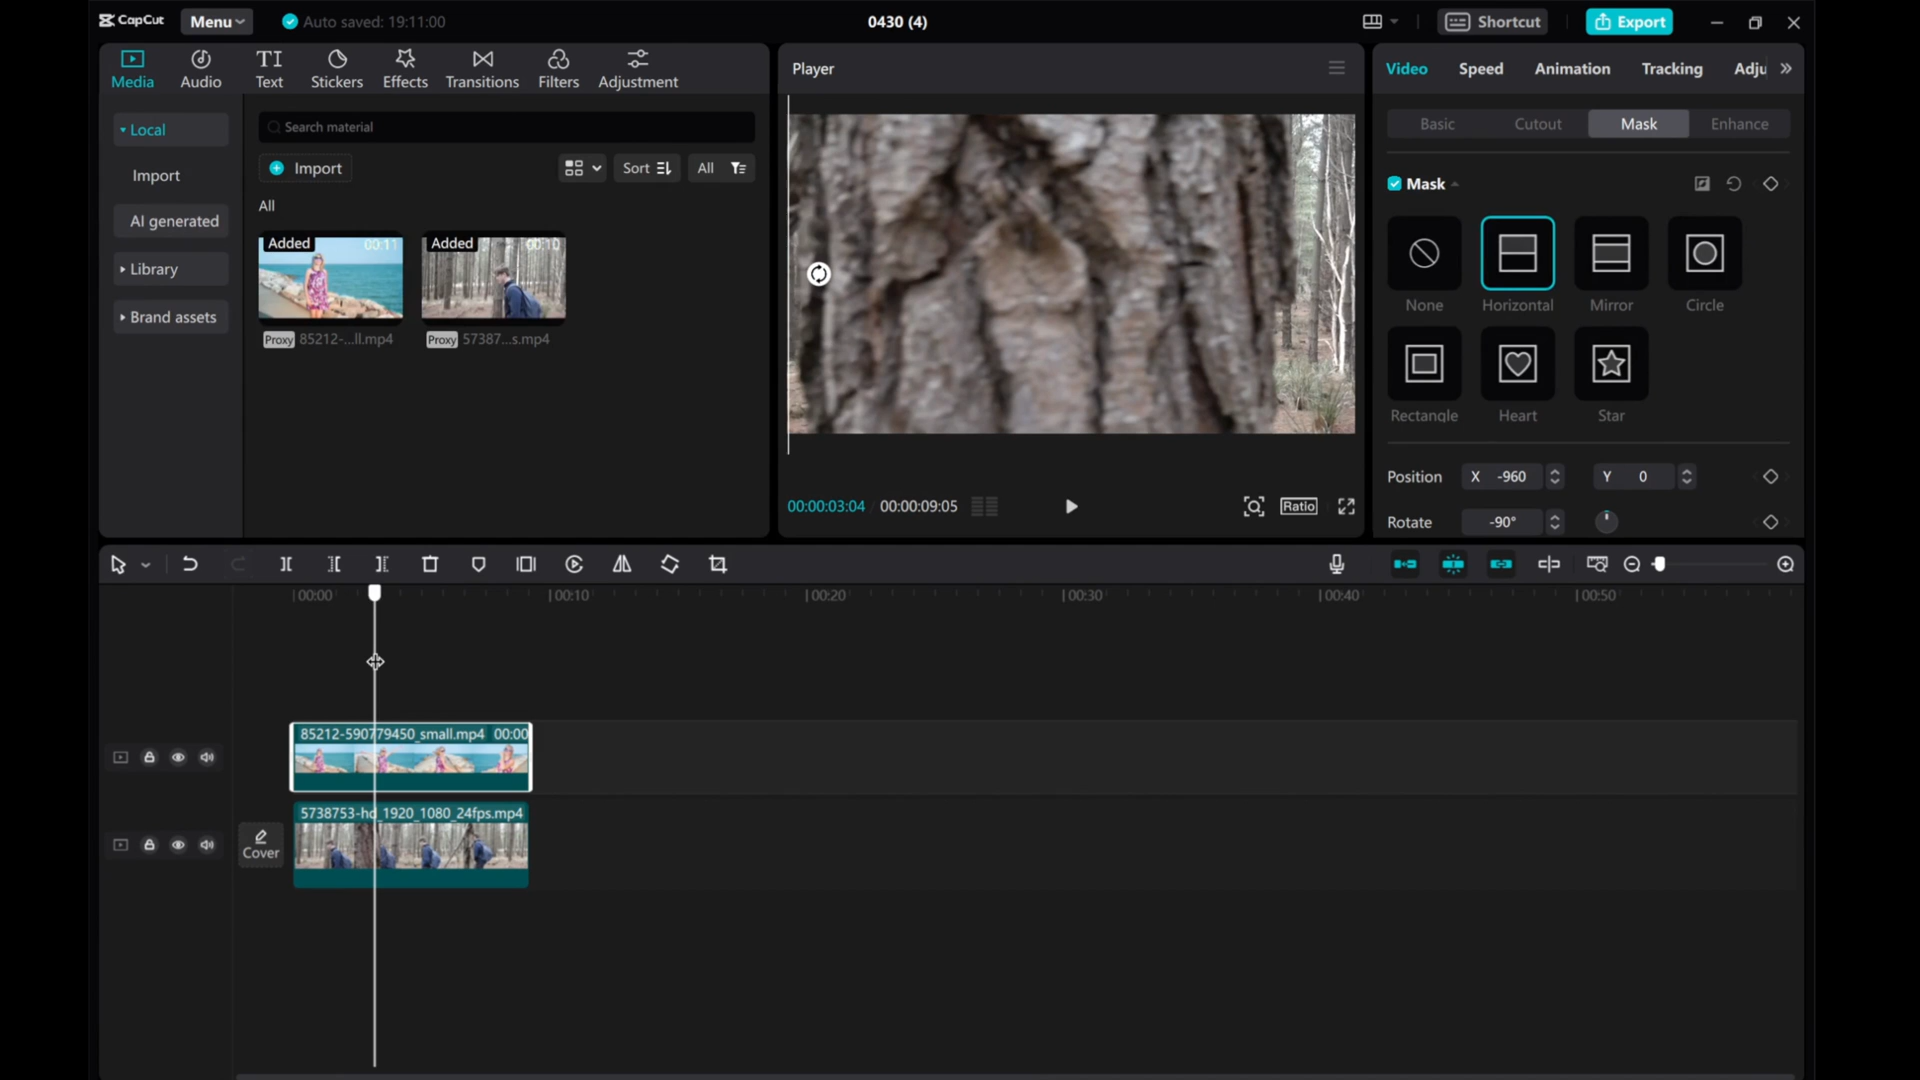 CapCut
Menu
Auto saved: 19:11:00
0430 (4)
Shortcut
Export
Media
Audio
TI
Text
Stickers
Effects
Transitions
Filters
Adjustment
Player
Video
Speed
Animation
Tracking
Adju
Local
Import
AI generated
Library
Brand assets
Search material
Import
Sort
All
All
Added
00:11
Added
00:10
Proxy 85212-...ll.mp4
Proxy 57387...s.mp4
Basic
Cutout
Mask
Enhance
Mask
None
Horizontal
Mirror
Circle
Rectangle
Heart
Star
Position
X -960
Y 0
Rotate
-90°
00:00:03:04
00:00:09:05
Ratio
00:00
00:10
00:20
00:30
00:40
00:50
85212-590779450_small.mp4 00:00
5738753-hd_1920_1080_24fps.mp4
Cover